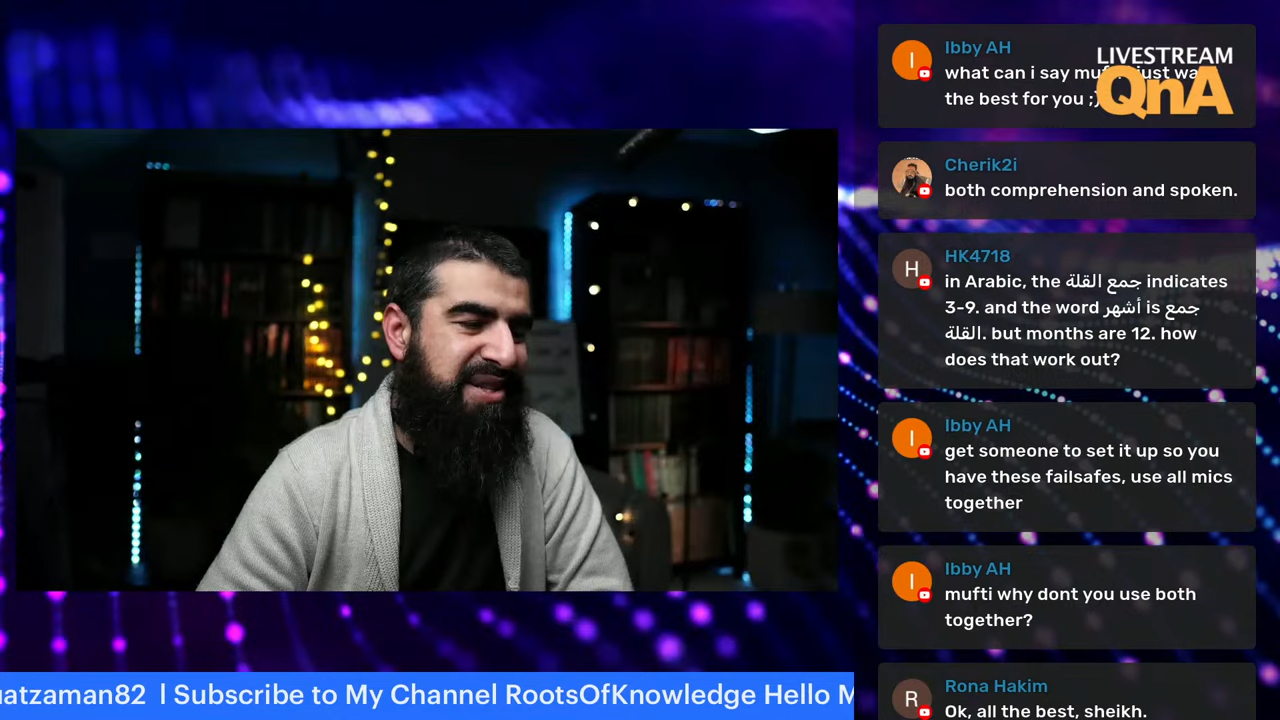 Ibby AH
what can i say just
the best for you ;)
LIVESTREAM
QnA
Cherik2i
both comprehension and spoken.
H
HK4718
in Arabic, the جمع القلة indicates
3-9. and the word أشهر is جمع
القلة. but months are 12. how
does that work out?
I
Ibby AH
get someone to set it up so you
have these failsafes, use all mics
together
I
Ibby AH
mufti why dont you use both
together?
R
Rona Hakim
Ok, all the best, sheikh.
uatzaman82 | Subscribe to My Channel RootsOfKnowledge Hello M